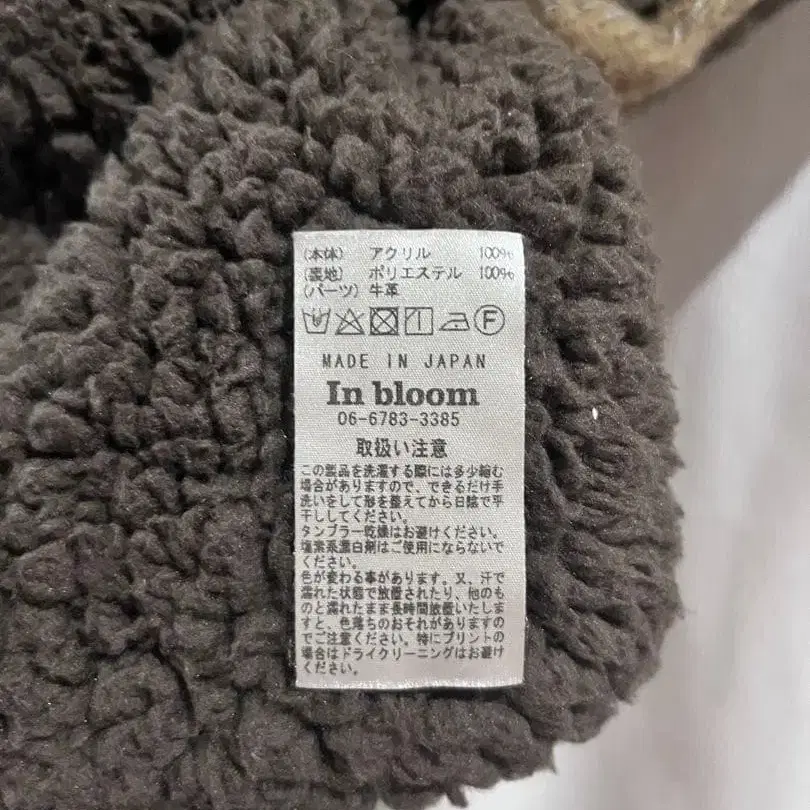 (本体) アクリル 100%
(裏地) ポリエステル 100%
(パーツ) 牛革
F
MADE IN JAPAN
In bloom
06-6783-3385
取扱い注意
この製品を洗濯する際には多少縮む
場合がありますので、できるだけ手
洗いをして形を整えてから日陰で平
干ししてください。
タンブラー乾燥はお避けください。
塩素系漂白剤はご使用にならないで
ください。
色が変わる事があります。又、汗で
濡れた状態で放置されたり、他のも
のと濡れたまま長時間放置いたしま
すと、色落ちのおそれがありますの
でご注意ください。特にプリントの
場合はドライクリーニングはお避け
ください。